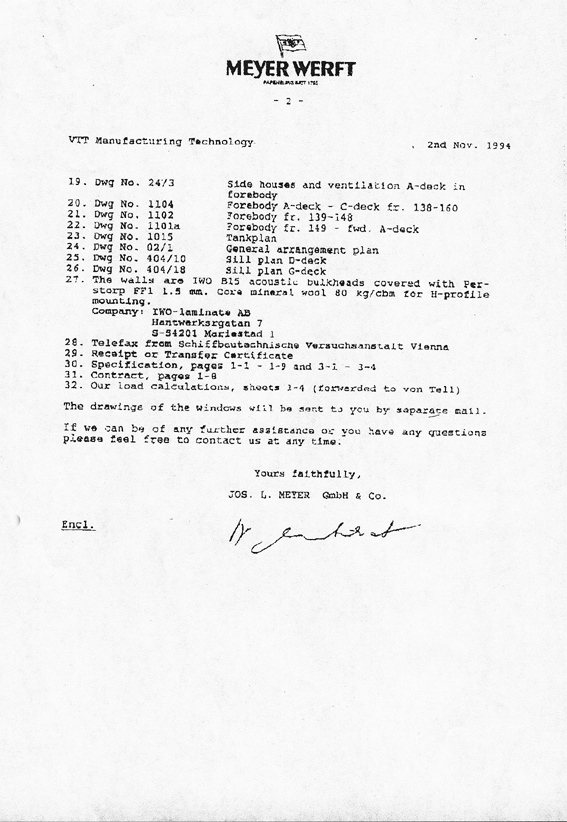 MEYER WERFT
PAPENBURG SEIT 1795
- 2 -
VTT Manufacturing Technology . 2nd Nov. 1994
19. Dwg No. 24/3 Side houses and ventilation A-deck in
forebody
20. Dwg No. 1104 Forebody A-deck - C-deck fr. 138-160
21. Dwg No. 1102 Forebody fr. 139-148
22. Dwg No. 1101a Forebody fr. 149 - fwd. A-deck
23. Dwg No. 1015 Tankplan
24. Dwg No. 02/1 General arrangement plan
25. Dwg No. 404/10 Sill plan D-deck
26. Dwg No. 404/18 Sill plan G-deck
27. The walls are IWO B15 acoustic bulkheads covered with Per-
storp FF1 1.5 mm. Core mineral wool 80 kg/cbm for H-profile
mounting.
Company: IWO-laminate AB
Hantwerksrgatan 7
S-54201 Mariestad 1
28. Telefax from Schiffbautechnische Versuchsanstalt Vienna
29. Receipt or Transfer Certificate
30. Specification, pages 1-1 - 1-9 and 3-1 - 3-4
31. Contract, pages 1-8
32. Our load calculations, sheets 1-4 (forwarded to von Tell)
The drawings of the windows will be sent to you by separate mail.
If we can be of any further assistance or you have any questions
please feel free to contact us at any time.
Yours faithfully,
JOS. L. MEYER GmbH & Co.
Encl.